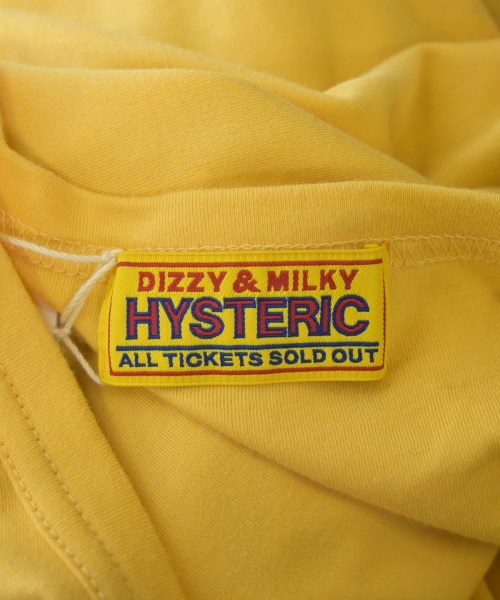 DIZZY & MILKY
HYSTERIC
ALL TICKETS SOLD OUT